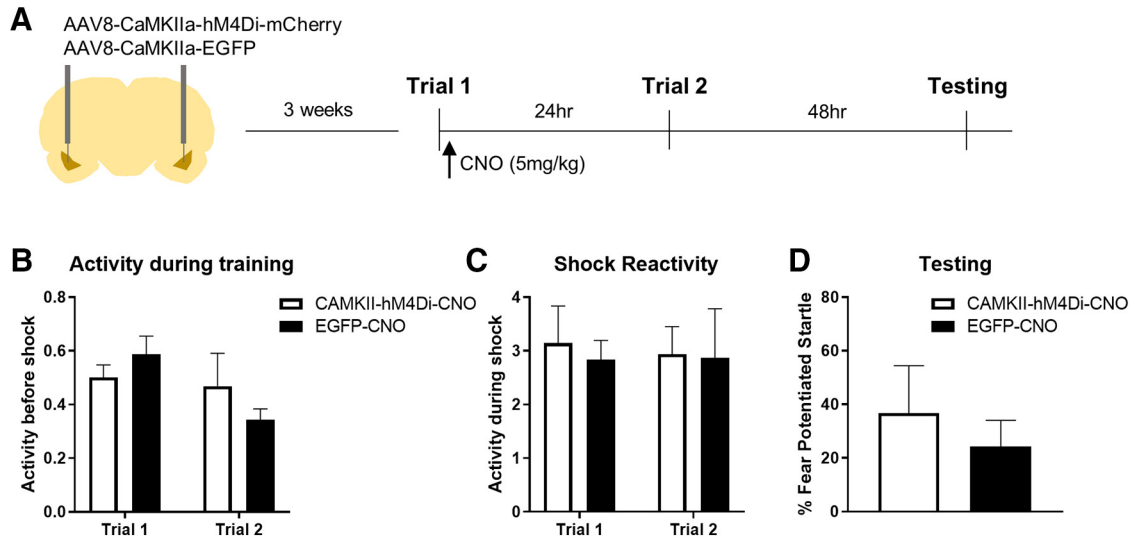 A
AAV8-CaMKIIa-hM4Di-mCherry
AAV8-CaMKIIa-EGFP
3 weeks
Trial 1
24hr
Trial 2
48hr
Testing
CNO (5mg/kg)
B
Activity during training
CAMKII-hM4Di-CNO
EGFP-CNO
Activity before shock
0.8
0.6
0.4
0.2
0.0
Trial 1
Trial 2
C
Shock Reactivity
Activity during shock
4
3
2
1
0
Trial 1
Trial 2
D
Testing
CAMKII-hM4Di-CNO
EGFP-CNO
% Fear Potentiated Startle
80
60
40
20
0